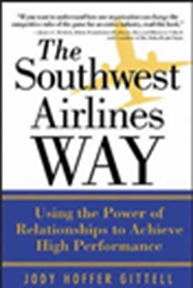 "If you want to understand how one organization can change the
competitive rules of the game for an entire industry, read the book."
The
Southwest
Airlines
WAY
Using the Power of
Relationships to Achieve
High Performance
JODY HOFFER GITTELL